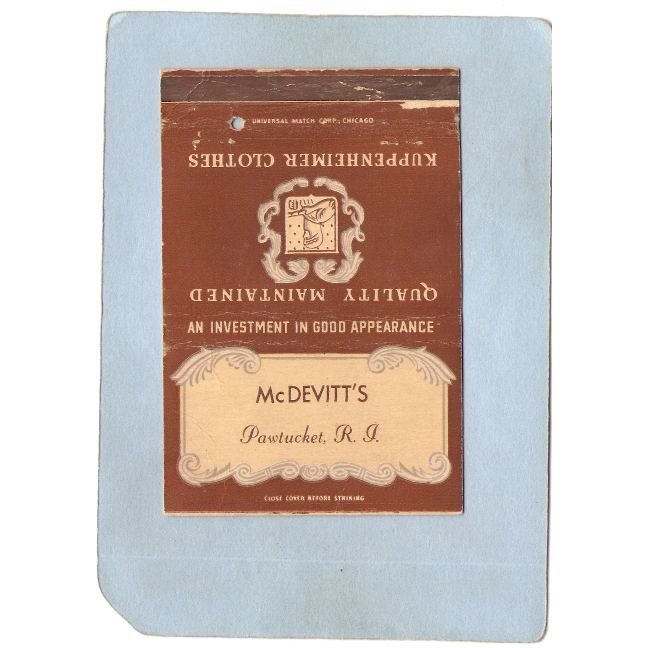 UNIVERSAL MATCH CORP., CHICAGO
KUPPENHEIMER CLOTHES
QUALITY MAINTAINED
AN INVESTMENT IN GOOD APPEARANCE
McDEVITT'S
Pawtucket, R. I.
CLOSE COVER BEFORE STRIKING